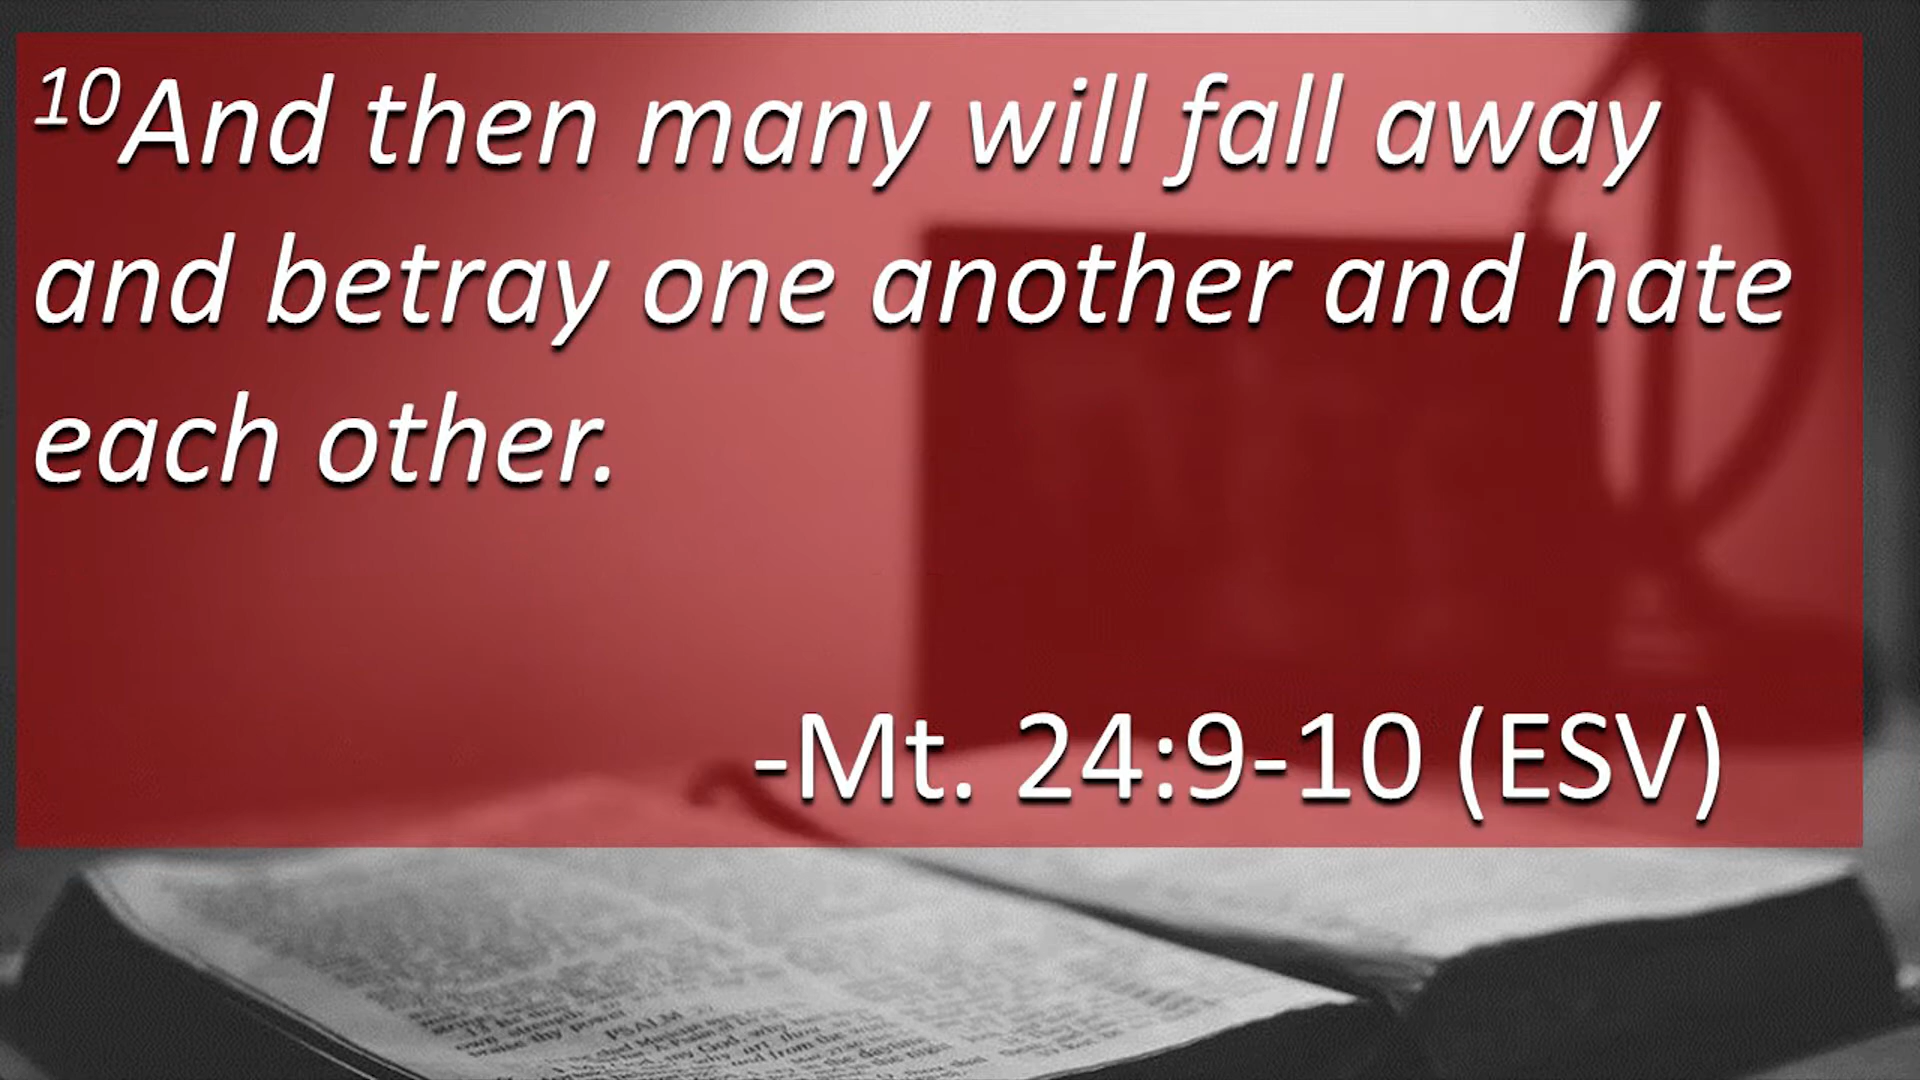 10And then many will fall away
and betray one another and hate
each other.
-Mt. 24:9-10 (ESV)
PSALM